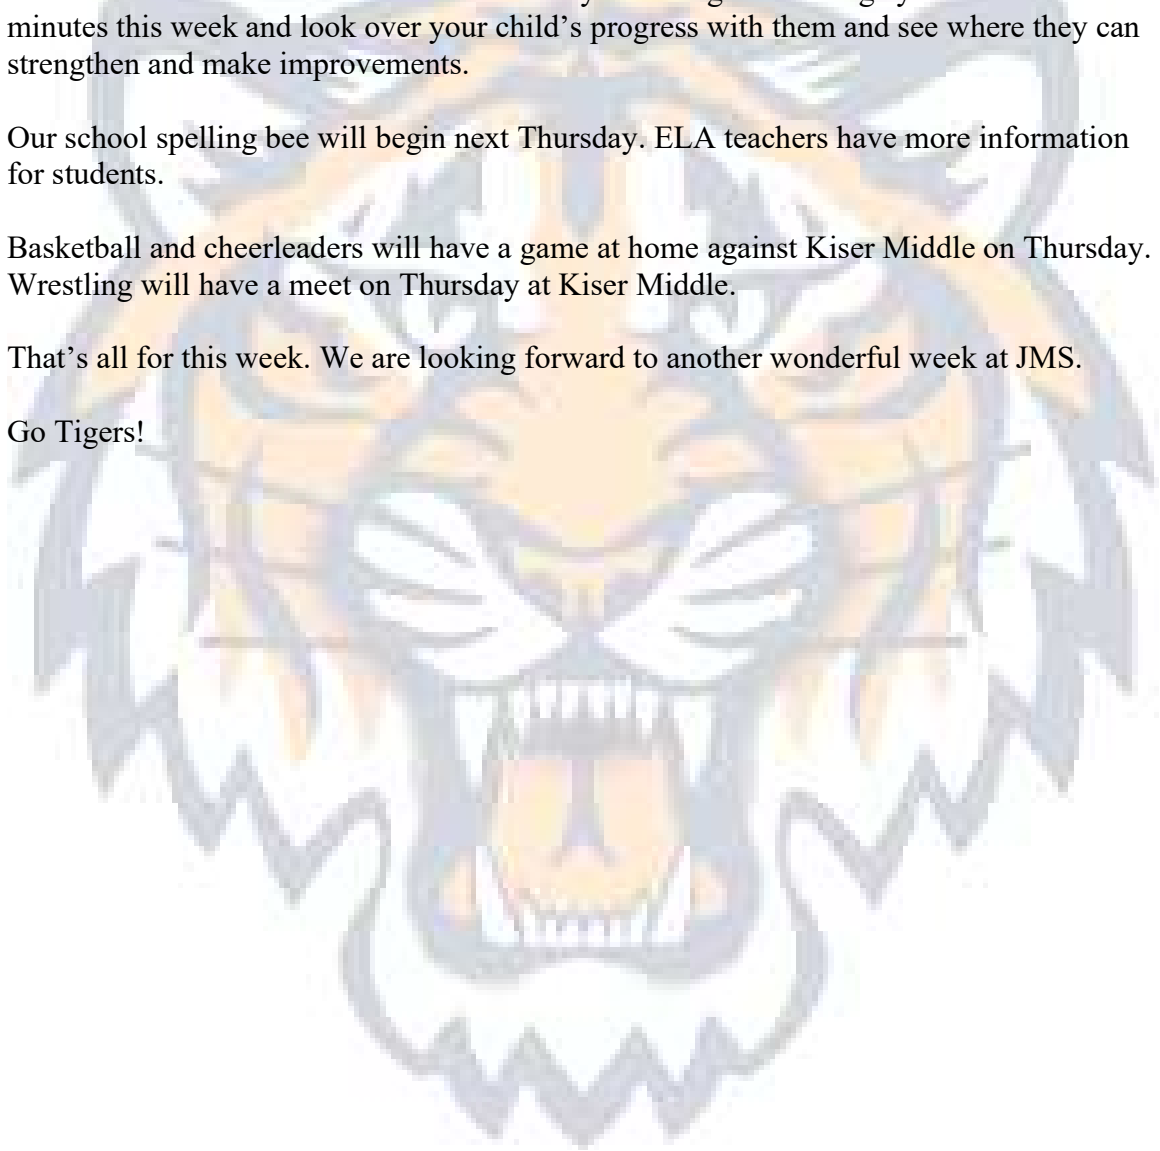 minutes this week and look over your child’s progress with them and see where they can
strengthen and make improvements.
Our school spelling bee will begin next Thursday. ELA teachers have more information
for students.
Basketball and cheerleaders will have a game at home against Kiser Middle on Thursday.
Wrestling will have a meet on Thursday at Kiser Middle.
That’s all for this week. We are looking forward to another wonderful week at JMS.
Go Tigers!